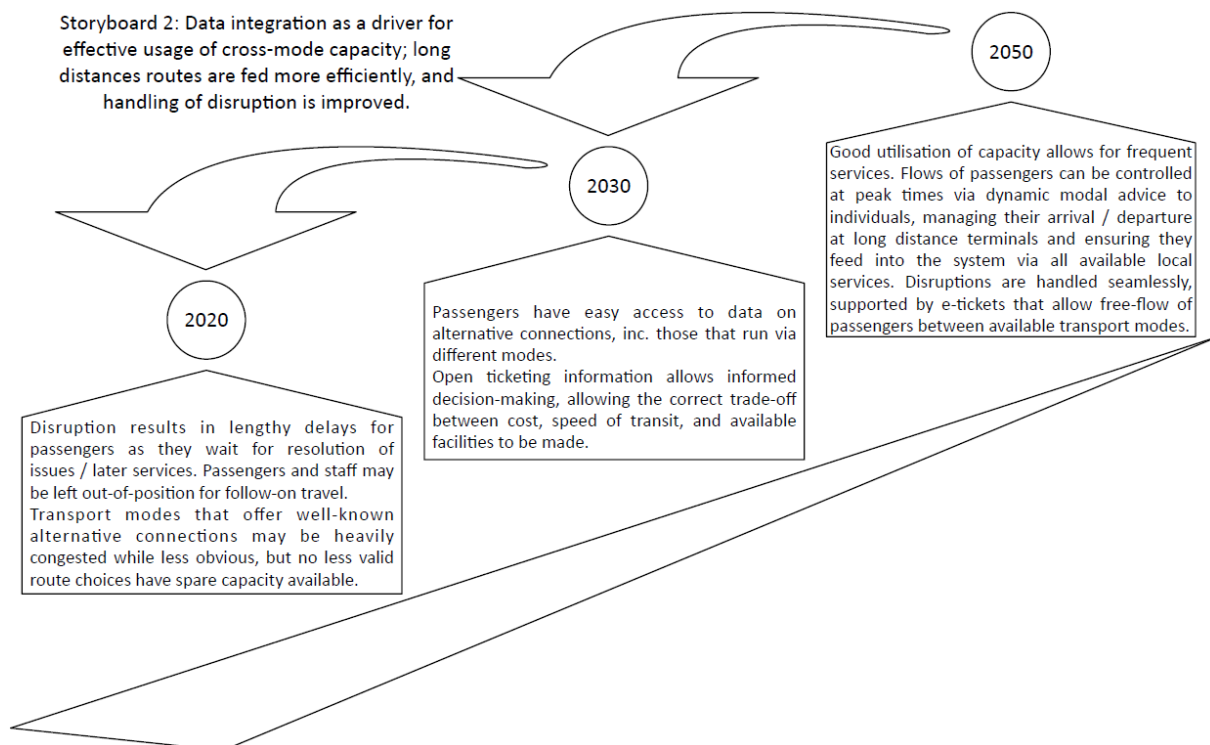 Storyboard 2: Data integration as a driver for
effective usage of cross-mode capacity; long
distances routes are fed more efficiently, and
handling of disruption is improved.
2050
Good utilisation of capacity allows for frequent
services. Flows of passengers can be controlled
at peak times via dynamic modal advice to
individuals, managing their arrival / departure
at long distance terminals and ensuring they
feed into the system via all available local
services. Disruptions are handled seamlessly,
supported by e-tickets that allow free-flow of
passengers between available transport modes.
2030
Passengers have easy access to data on
alternative connections, inc. those that run via
different modes.
Open ticketing information allows informed
decision-making, allowing the correct trade-off
between cost, speed of transit, and available
facilities to be made.
2020
Disruption results in lengthy delays for
passengers as they wait for resolution of
issues / later services. Passengers and staff may
be left out-of-position for follow-on travel.
Transport modes that offer well-known
alternative connections may be heavily
congested while less obvious, but no less valid
route choices have spare capacity available.